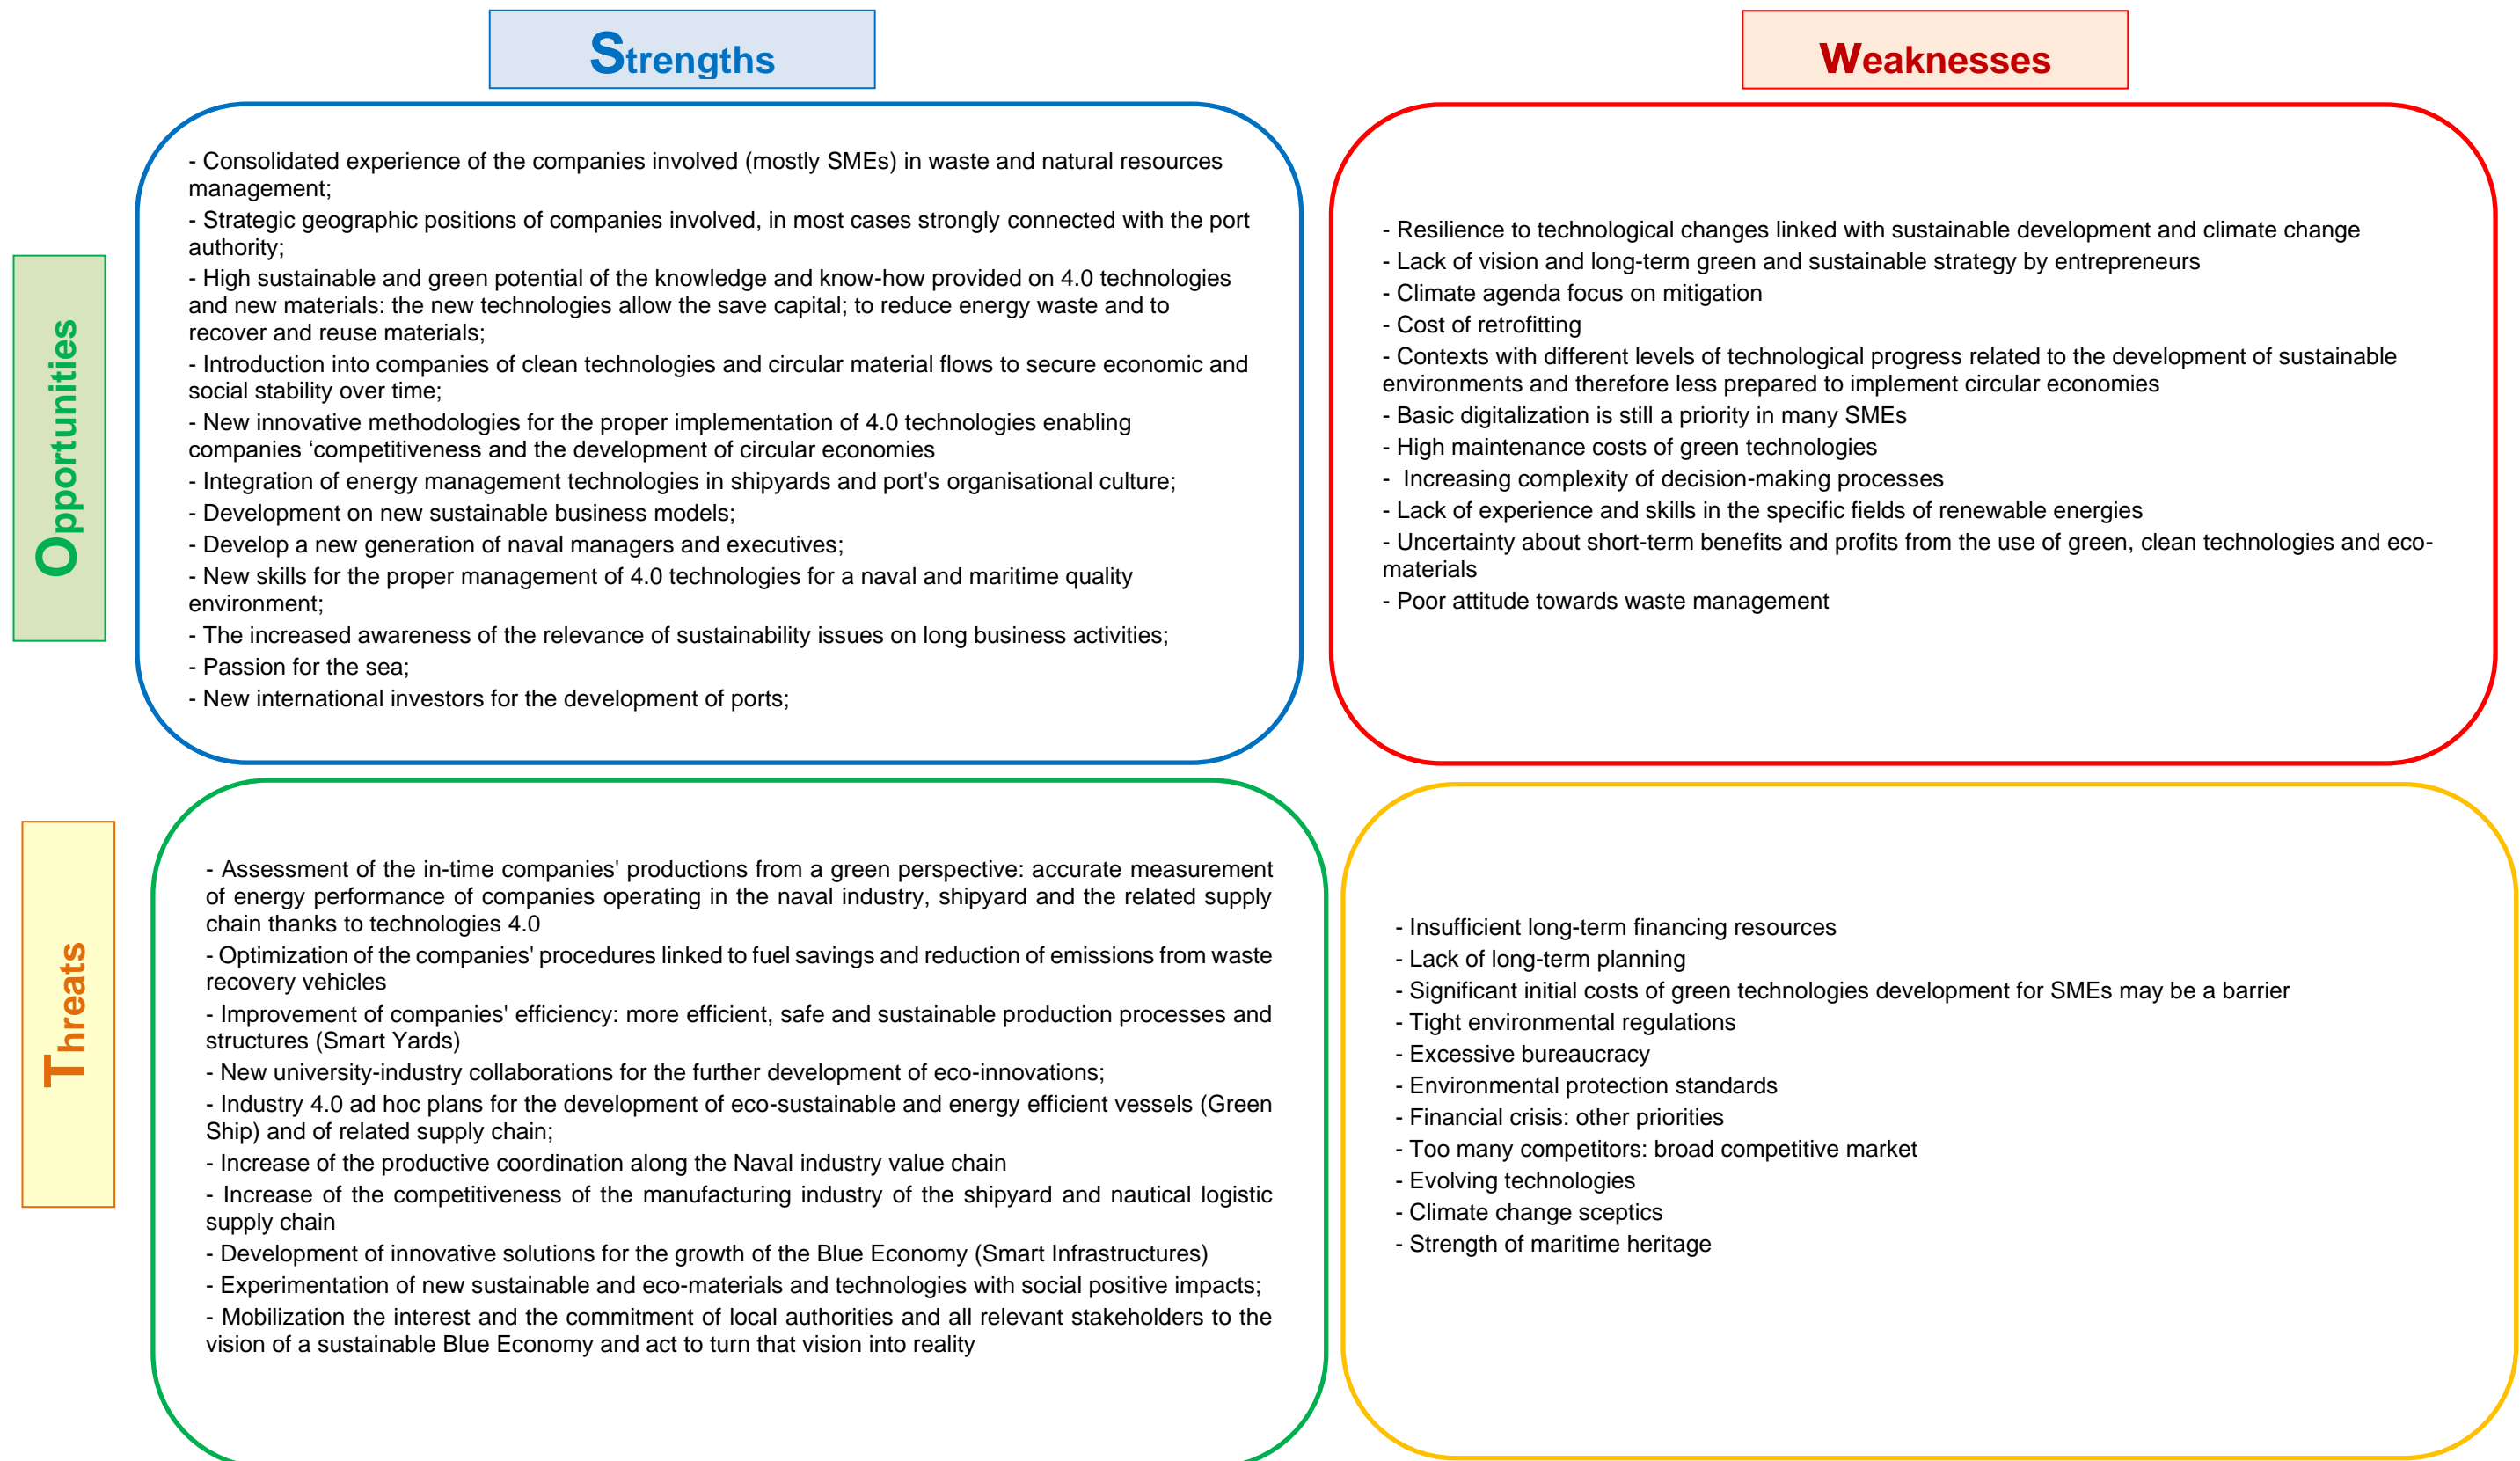 Strengths
Weaknesses
Opportunities
- Consolidated experience of the companies involved (mostly SMEs) in waste and natural resources
management;
- Strategic geographic positions of companies involved, in most cases strongly connected with the port
authority;
- High sustainable and green potential of the knowledge and know-how provided on 4.0 technologies
and new materials: the new technologies allow the save capital; to reduce energy waste and to
recover and reuse materials;
- Introduction into companies of clean technologies and circular material flows to secure economic and
social stability over time;
- New innovative methodologies for the proper implementation of 4.0 technologies enabling
companies ‘competitiveness and the development of circular economies
- Integration of energy management technologies in shipyards and port's organisational culture;
- Development on new sustainable business models;
- Develop a new generation of naval managers and executives;
- New skills for the proper management of 4.0 technologies for a naval and maritime quality
environment;
- The increased awareness of the relevance of sustainability issues on long business activities;
- Passion for the sea;
- New international investors for the development of ports;
- Resilience to technological changes linked with sustainable development and climate change
- Lack of vision and long-term green and sustainable strategy by entrepreneurs
- Climate agenda focus on mitigation
- Cost of retrofitting
- Contexts with different levels of technological progress related to the development of sustainable
environments and therefore less prepared to implement circular economies
- Basic digitalization is still a priority in many SMEs
- High maintenance costs of green technologies
- Increasing complexity of decision-making processes
- Lack of experience and skills in the specific fields of renewable energies
- Uncertainty about short-term benefits and profits from the use of green, clean technologies and eco-
materials
- Poor attitude towards waste management
Threats
- Assessment of the in-time companies' productions from a green perspective: accurate measurement
of energy performance of companies operating in the naval industry, shipyard and the related supply
chain thanks to technologies 4.0
- Optimization of the companies' procedures linked to fuel savings and reduction of emissions from waste
recovery vehicles
- Improvement of companies' efficiency: more efficient, safe and sustainable production processes and
structures (Smart Yards)
- New university-industry collaborations for the further development of eco-innovations;
- Industry 4.0 ad hoc plans for the development of eco-sustainable and energy efficient vessels (Green
Ship) and of related supply chain;
- Increase of the productive coordination along the Naval industry value chain
- Increase of the competitiveness of the manufacturing industry of the shipyard and nautical logistic
supply chain
- Development of innovative solutions for the growth of the Blue Economy (Smart Infrastructures)
- Experimentation of new sustainable and eco-materials and technologies with social positive impacts;
- Mobilization the interest and the commitment of local authorities and all relevant stakeholders to the
vision of a sustainable Blue Economy and act to turn that vision into reality
- Insufficient long-term financing resources
- Lack of long-term planning
- Significant initial costs of green technologies development for SMEs may be a barrier
- Tight environmental regulations
- Excessive bureaucracy
- Environmental protection standards
- Financial crisis: other priorities
- Too many competitors: broad competitive market
- Evolving technologies
- Climate change sceptics
- Strength of maritime heritage